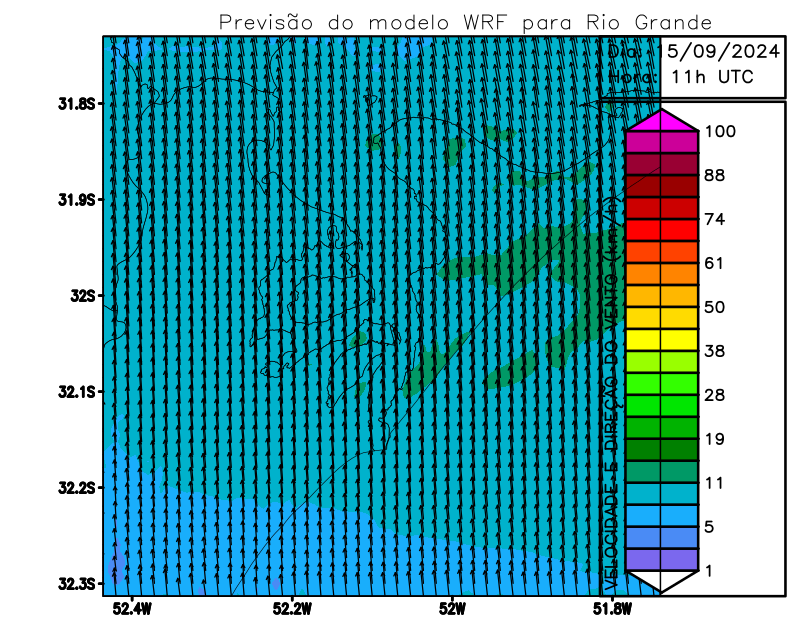 Previsão do modelo WRF para Rio Grande
Dia: 15/09/2024
Hora: 11h UTC
31.8S
31.9S
32S
32.1S
32.2S
32.3S
52.4W
52.2W
52W
51.8W
VELOCIDADE E DIREÇÃO DO VENTO (km/h)
100
88
74
61
50
38
28
19
11
5
1